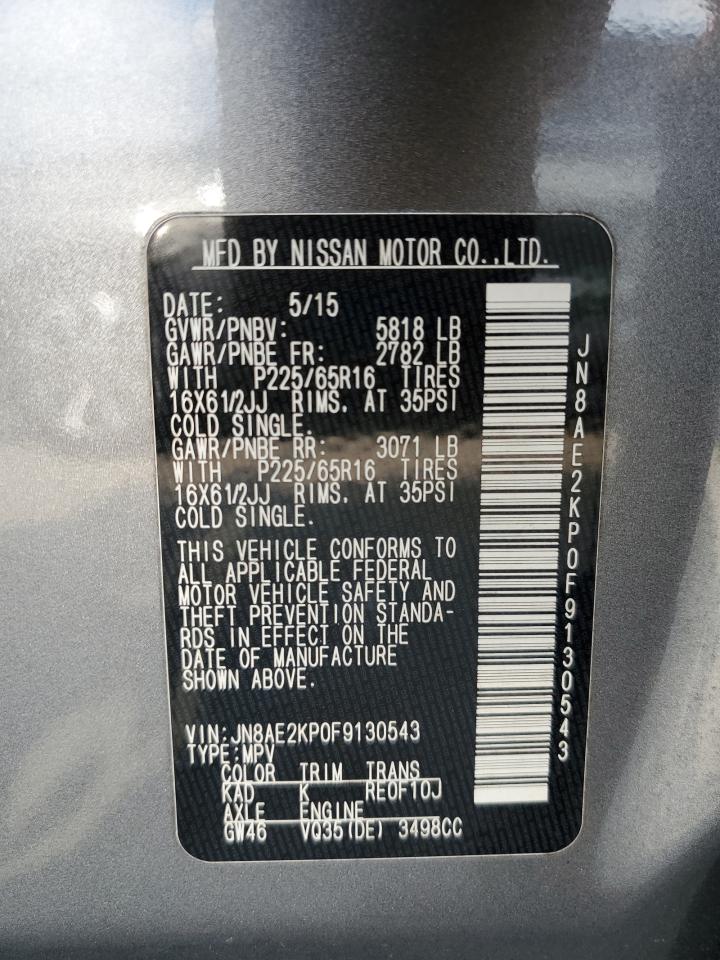 MFD BY NISSAN MOTOR CO.,LTD.
DATE: 5/15
GVWR/PNBV: 5818 LB
GAWR/PNBE FR: 2782 LB
WITH P225/65R16 TIRES
16X61/2JJ RIMS, AT 35PSI
COLD SINGLE.
GAWR/PNBE RR: 3071 LB
WITH P225/65R16 TIRES
16X61/2JJ RIMS, AT 35PSI
COLD SINGLE.
THIS VEHICLE CONFORMS TO
ALL APPLICABLE FEDERAL
MOTOR VEHICLE SAFETY AND
THEFT PREVENTION STANDA-
RDS IN EFFECT ON THE
DATE OF MANUFACTURE
SHOWN ABOVE.
VIN:JN8AE2KP0F9130543
TYPE:MPV
COLOR TRIM TRANS
KAD K RE0F10J
AXLE ENGINE
GW46 VQ35(DE) 3498CC
JN8AE2KP0F9130543